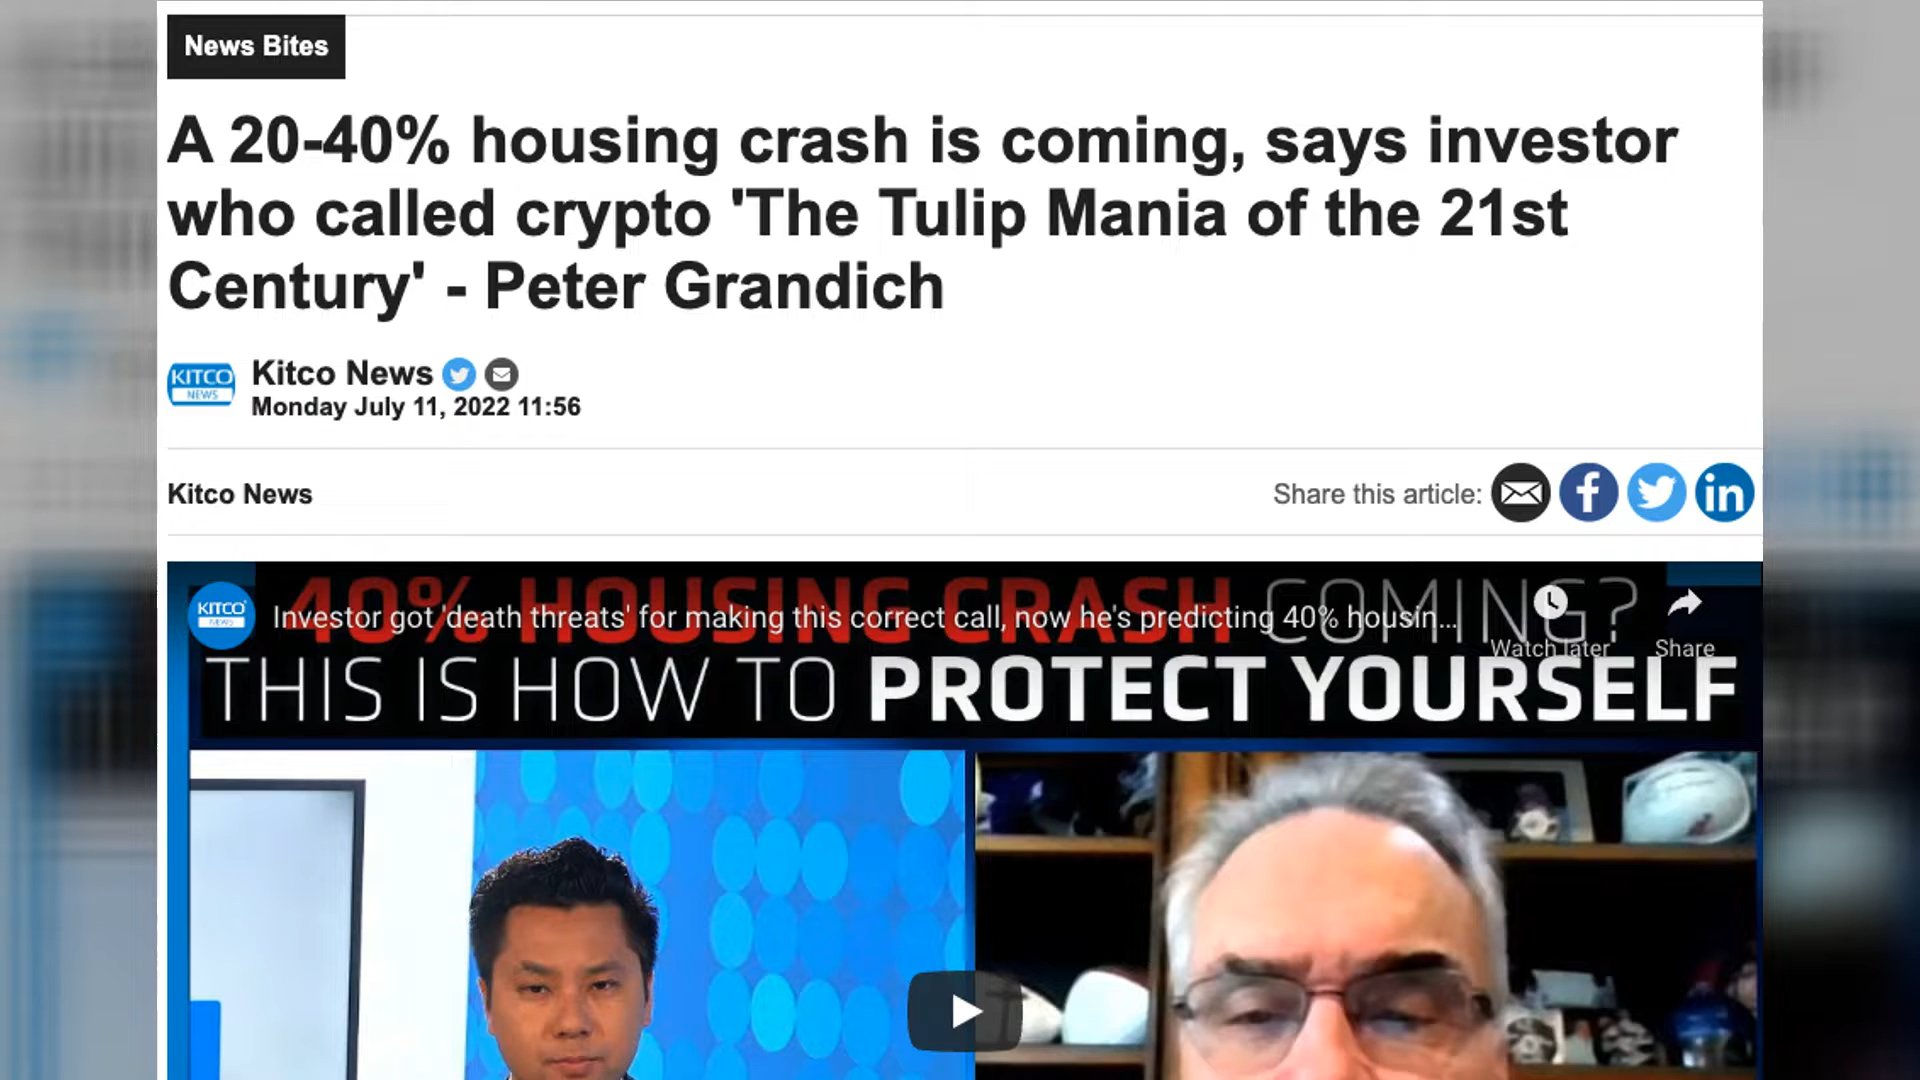 News Bites
A 20-40% housing crash is coming, says investor
who called crypto 'The Tulip Mania of the 21st
Century' - Peter Grandich
KITCO
NEWS
Kitco News
Monday July 11, 2022 11:56
Kitco News
Share this article:
40% HOUSING CRASH COMING?
KITCO
NEWS
Investor got 'death threats' for making this correct call, now he's predicting 40% housin...
Watch later
Share
THIS IS HOW TO PROTECT YOURSELF